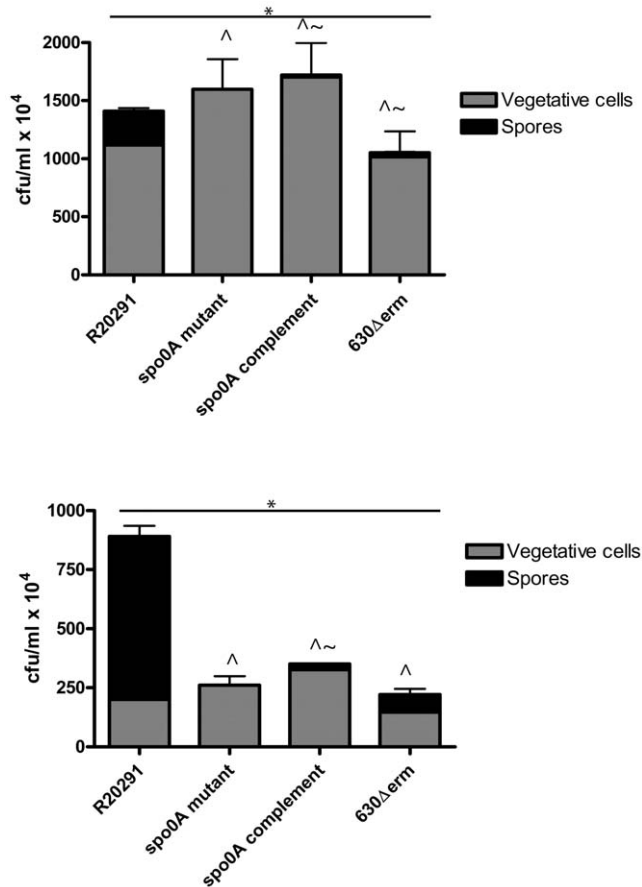 *
2000
1500
1000
500
0
cfu/ml x 10⁴
^
^~
^~
Vegetative cells
Spores
R20291
spo0A mutant
spo0A complement
630Δerm
*
1000
750
500
250
0
cfu/ml x 10⁴
^
^~
^
Vegetative cells
Spores
R20291
spo0A mutant
spo0A complement
630Δerm